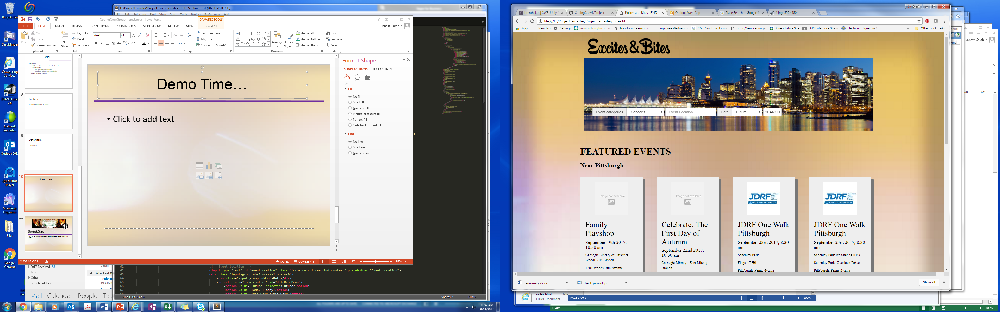 Recycle Bin
CardMinder
Computing
Services
DYMO Label
v.8
Network
Recordi...
Outlook 201
QuickTime
Player
ScanSnap
Organizer
Files
Google
Chrome
H:\Project1-master\Project1-master\index.html - Sublime Text (UNREGISTERED)
File Edit Selection Find View Goto Tools Project Preferences Help
CodingCrewGroupProject.pptx - PowerPoint
DRAWING TOOLS
FILE HOME INSERT DESIGN TRANSITIONS ANIMATIONS SLIDE SHOW REVIEW VIEW FORMAT
Janesz, Sarah
Paste
Cut
Copy
Format Painter
Clipboard
New
Slide
Layout
Reset
Section
Slides
Arial 44
Font
Text Direction
Align Text
Convert to SmartArt
Paragraph
Arrange
Quick
Styles
Shape Fill
Shape Outline
Shape Effects
Drawing
Find
Replace
Select
Editing
7
API
Google Maps & Places
8
Firebase
9
Other Item
jQuery UI
10
Demo Time...
11
Excites & Bites
Demo Time...
• Click to add text
Format Shape
SHAPE OPTIONS TEXT OPTIONS
FILL
No fill
Solid fill
Gradient fill
Picture or texture fill
Pattern fill
Slide background fill
LINE
No line
Solid line
Gradient line
SLIDE 10 OF 11
NOTES COMMENTS 97%
2017 Received 58
Legal
Other
Search Folders
Date: Last W
deBleco
Hi Sarah,
Mail Calendar People Tas
61 <!-- Event location -->
62 <input type="text" id="eventLocation" class="form-control search-form-text" placeholder="Event Location">
63 <div class="input-group mb-2 mr-sm-2 mb-sm-0">
64 <div class="input-group-addon">Date</div>
65 <select class="form-control" id="dateDropDown">
66 <option value="Future" selected>Future</option>
67 <option value="Today">Today</option>
68 <option value="This Week">This Week</option>
Line 1, Column 1
Spaces: 4 HTML
11:52 AM
9/14/2017
Sarah
brenthillen | CWRU July
CodingCrew1/Project1
Excites and Bites | FIND
Outlook Web App
Place Search | Google P
1.jpg (852×480)
file:///H:/Project1-master/Project1-master/index.html
Apps
New Tab
Settings
www.ccf.org/hrconne
Transform Learning i
Employee Wellness
CME Grant Disclosure
https://services.unge
Kineo Totara Site
LMS Enterprise Strate
Electronic Signature
Other bookmarks
Excites & Bites
Event categories Concerts Event Location Date Future SEARCH
FEATURED EVENTS
Near Pittsburgh
Image not available
Family
Playshop
September 19th 2017,
10:30 am
Carnegie Library of Pittsburg –
Woods Run Branch
1201 Woods Run Avenue
Image not available
Celebrate: The
First Day of
Autumn
September 22nd 2017,
10:30 am
Carnegie Library - East Liberty
Branch
JDRF
WALK TO CURE DIABETES
JDRF One Walk
Pittsburgh
September 23rd 2017, 8:30
am
Schenley Park
Flagstaff Hill
Pittsburgh, Pennsylvania
JDRF
WALK TO CURE DIABETES
JDRF One Walk
Pittsburgh
September 23rd 2017, 8:30
am
Schenley Park Ice Skating Rink
Schenley Park, Overlook Drive
Pittsburgh, Pennsylvania
summary.docx
background.jpg
Show all
index.html
HTML Document
Date
PAGE 1 OF 1
100%
READY
100%
Janesz, Sarah
AB AC